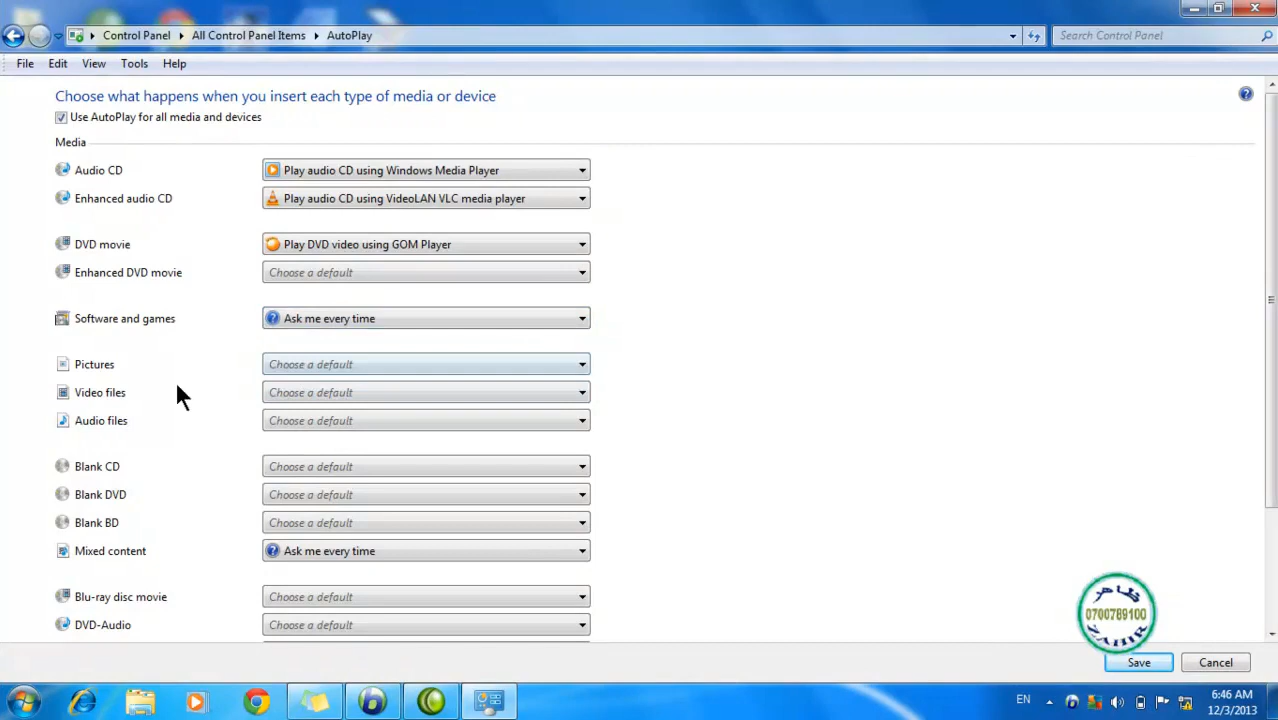 Control Panel All Control Panel Items AutoPlay
Search Control Panel
File Edit View Tools Help
Choose what happens when you insert each type of media or device
Use AutoPlay for all media and devices
Media
Audio CD Play audio CD using Windows Media Player
Enhanced audio CD Play audio CD using VideoLAN VLC media player
DVD movie Play DVD video using GOM Player
Enhanced DVD movie Choose a default
Software and games Ask me every time
Pictures Choose a default
Video files Choose a default
Audio files Choose a default
Blank CD Choose a default
Blank DVD Choose a default
Blank BD Choose a default
Mixed content Ask me every time
Blu-ray disc movie Choose a default
DVD-Audio Choose a default
ظاهر
0700789100
ZAHIR
Save Cancel
EN 6:46 AM
12/3/2013